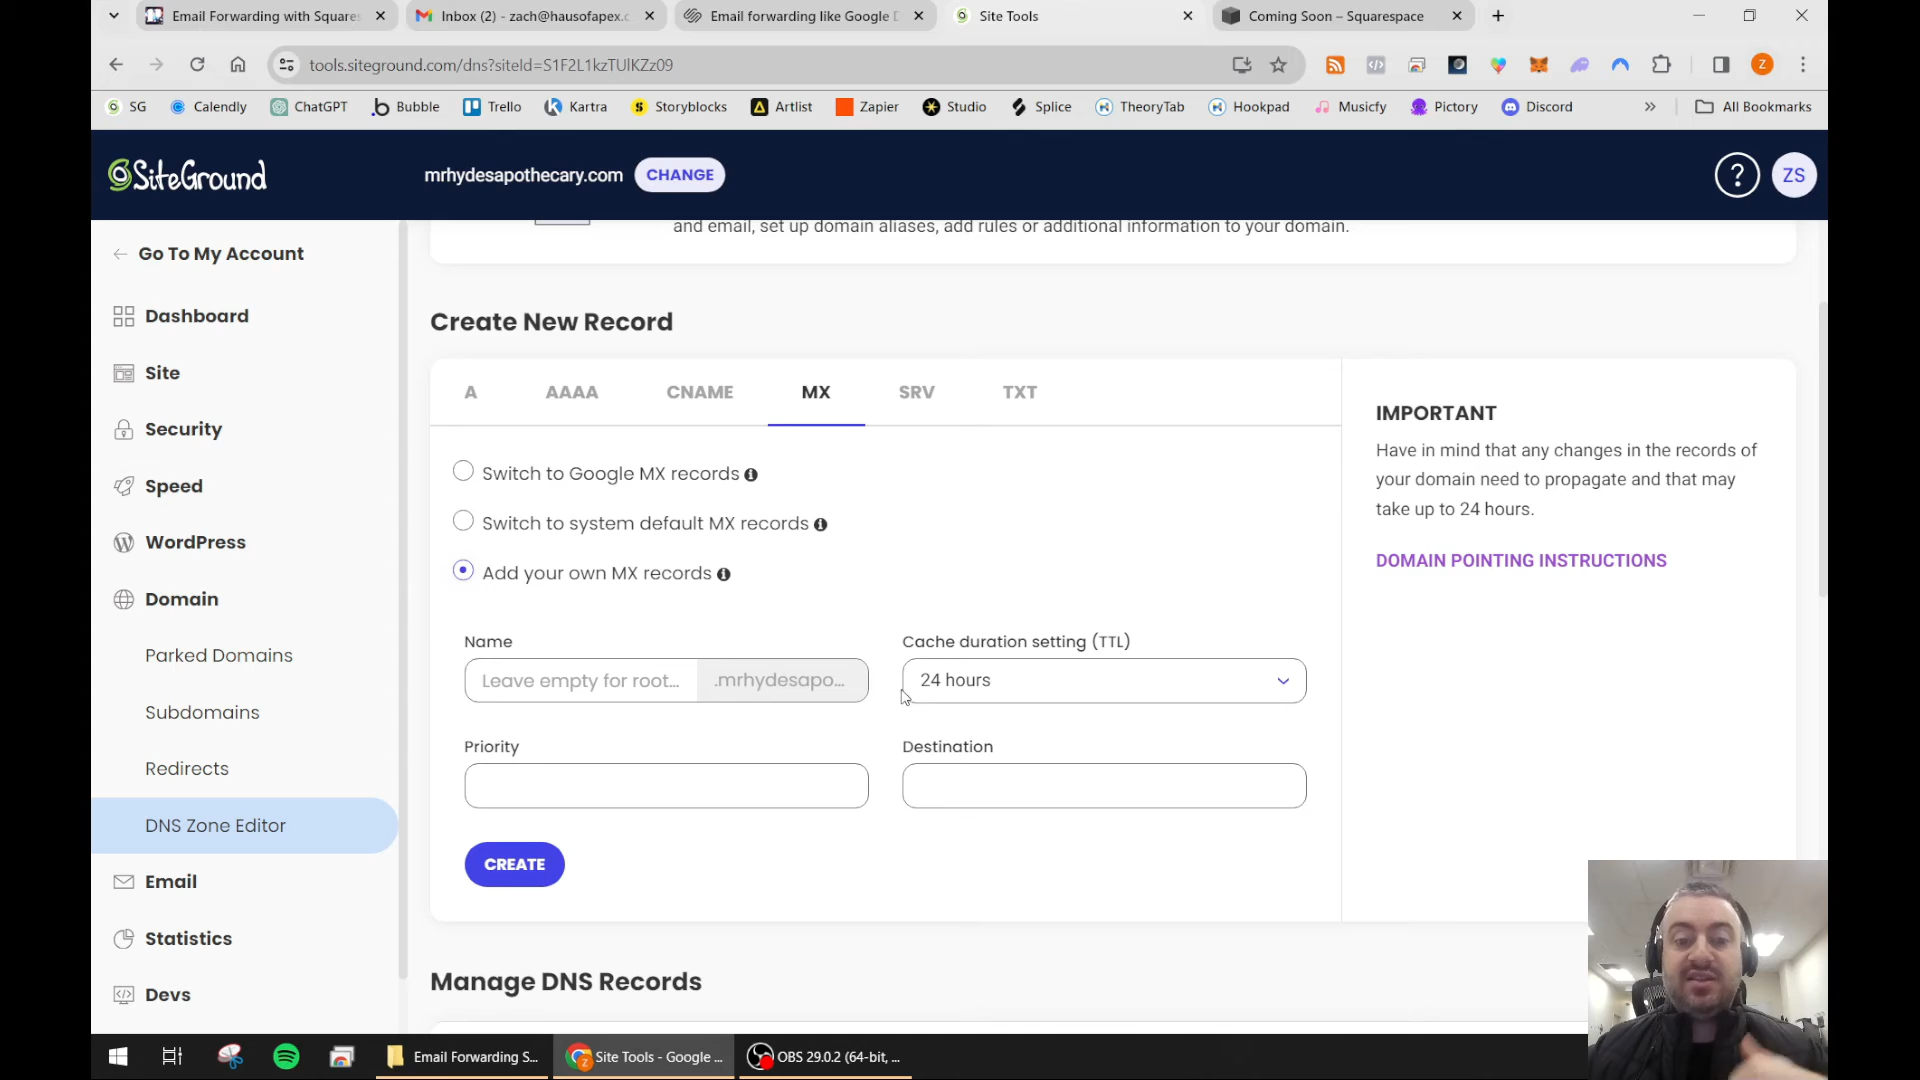 Email Forwarding with Squares
Inbox (2) - zach@hausofapex.c
Email forwarding like Google D
Site Tools
Coming Soon – Squarespace
tools.siteground.com/dns?siteId=S1F2L1kzTUlKZz09
Z
SG
Calendly
ChatGPT
Bubble
Trello
Kartra
Storyblocks
Artlist
Zapier
Studio
Splice
TheoryTab
Hookpad
Musicfy
Pictory
Discord
All Bookmarks
SiteGround
mrhydesapothecary.com
CHANGE
?
ZS
Go To My Account
Dashboard
Site
Security
Speed
WordPress
Domain
Parked Domains
Subdomains
Redirects
DNS Zone Editor
Email
Statistics
Devs
and email, set up domain aliases, add rules or additional information to your domain.
Create New Record
A AAAA CNAME MX SRV TXT
Switch to Google MX records
Switch to system default MX records
Add your own MX records
Name
Leave empty for root... .mrhydesapo...
Cache duration setting (TTL)
24 hours
Priority
Destination
CREATE
IMPORTANT
Have in mind that any changes in the records of
your domain need to propagate and that may
take up to 24 hours.
DOMAIN POINTING INSTRUCTIONS
Manage DNS Records
Email Forwarding S...
Site Tools - Google ...
OBS 29.0.2 (64-bit, ...